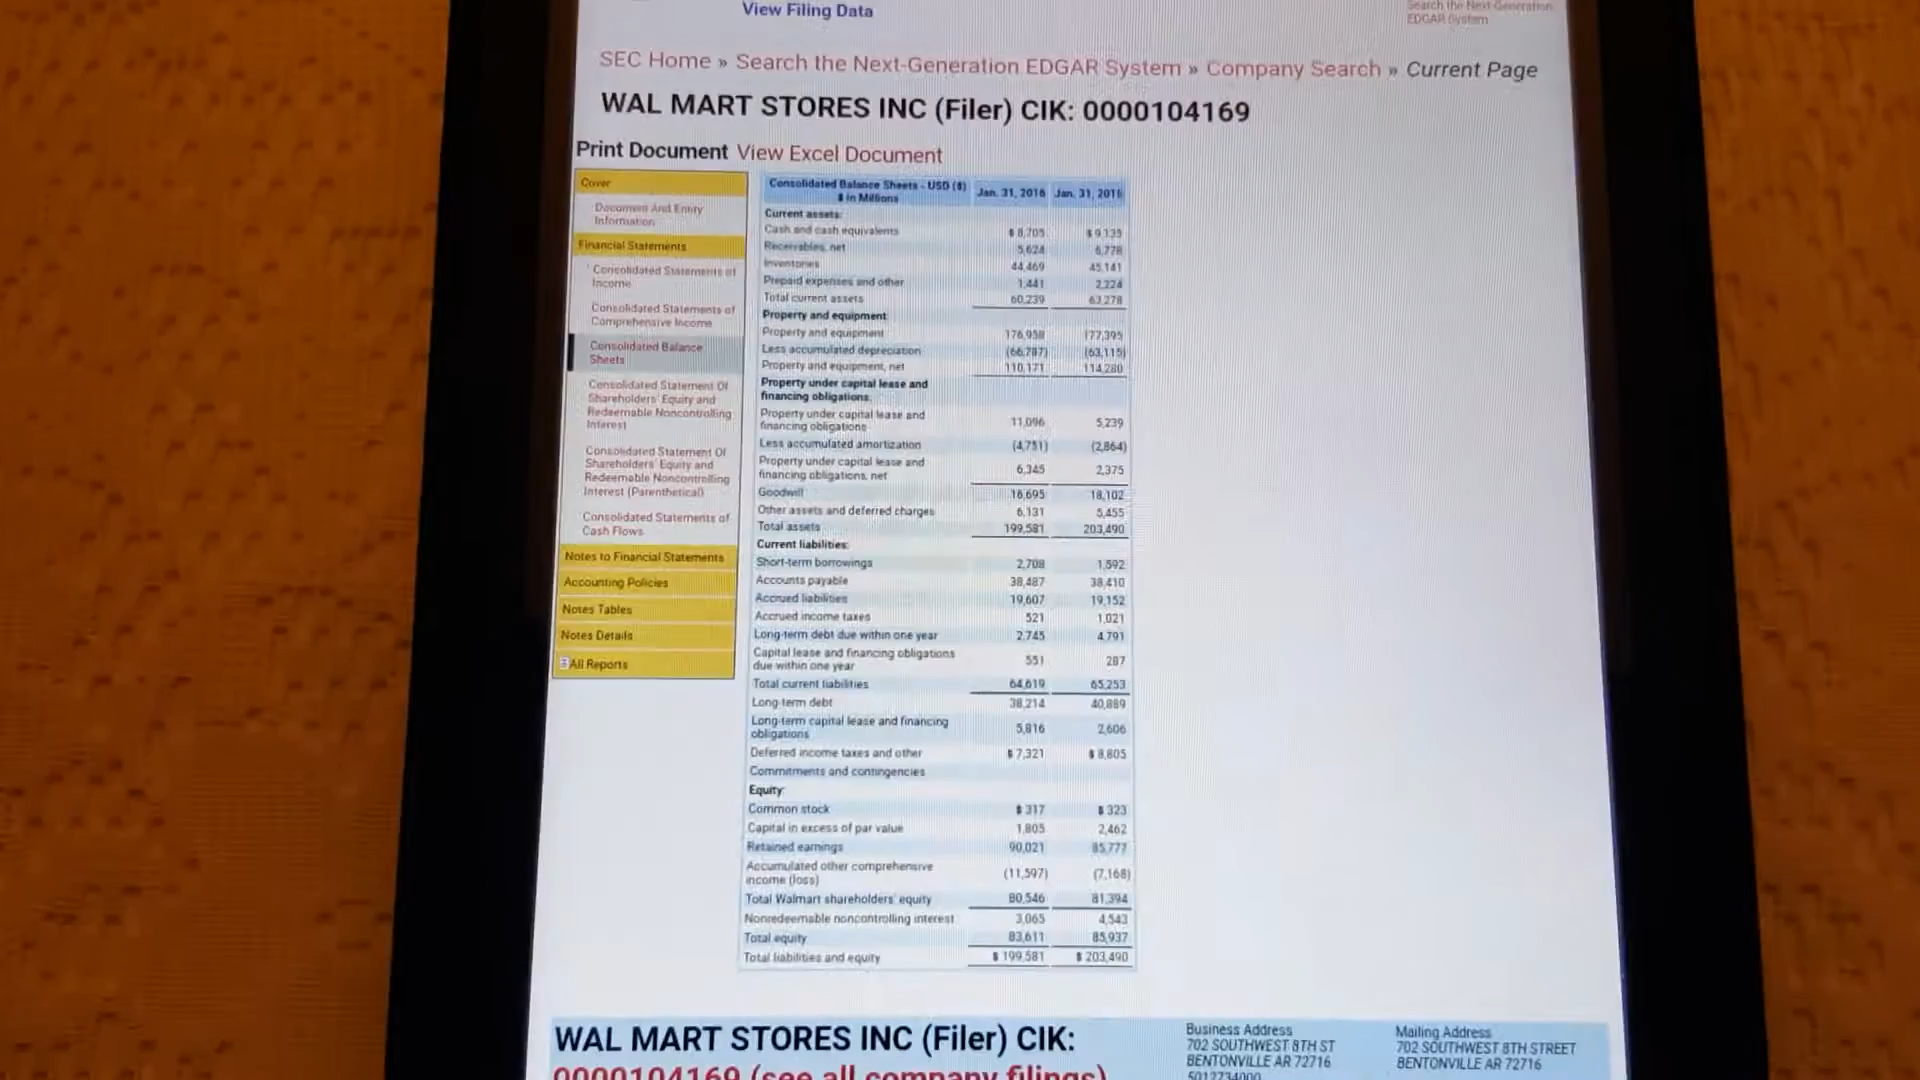 View Filing Data
Search the Next-Generation
EDGAR System
SEC Home » Search the Next-Generation EDGAR System » Company Search » Current Page
WAL MART STORES INC (Filer) CIK: 0000104169
Print Document View Excel Document
Cover
Document And Entity
Information
Financial Statements
Consolidated Statements of
Income
Consolidated Statements of
Comprehensive Income
Consolidated Balance
Sheets
Consolidated Statement Of
Shareholders' Equity and
Redeemable Noncontrolling
Interest
Consolidated Statement Of
Shareholders' Equity and
Redeemable Noncontrolling
Interest (Parenthetical)
Consolidated Statements of
Cash Flows
Notes to Financial Statements
Accounting Policies
Notes Tables
Notes Details
All Reports
Consolidated Balance Sheets - USD ($)
$ in Millions
Jan. 31, 2016 Jan. 31, 2015
Current assets:
Cash and cash equivalents $ 8,705 $ 9,135
Receivables, net 5,624 6,778
Inventories 44,469 45,141
Prepaid expenses and other 1,441 2,224
Total current assets 60,239 63,278
Property and equipment:
Property and equipment 176,958 177,395
Less accumulated depreciation (66,787) (63,115)
Property and equipment, net 110,171 114,280
Property under capital lease and
financing obligations:
Property under capital lease and
financing obligations 11,096 5,239
Less accumulated amortization (4,751) (2,864)
Property under capital lease and
financing obligations, net 6,345 2,375
Goodwill 16,695 18,102
Other assets and deferred charges 6,131 5,455
Total assets 199,581 203,490
Current liabilities:
Short-term borrowings 2,708 1,592
Accounts payable 38,487 38,410
Accrued liabilities 19,607 19,152
Accrued income taxes 521 1,021
Long-term debt due within one year 2,745 4,791
Capital lease and financing obligations
due within one year 551 287
Total current liabilities 64,619 65,253
Long-term debt 38,214 40,889
Long-term capital lease and financing
obligations 5,816 2,606
Deferred income taxes and other $ 7,321 $ 8,805
Commitments and contingencies
Equity:
Common stock $ 317 $ 323
Capital in excess of par value 1,805 2,462
Retained earnings 90,021 85,777
Accumulated other comprehensive
income (loss) (11,597) (7,168)
Total Walmart shareholders' equity 80,546 81,394
Nonredeemable noncontrolling interest 3,065 4,543
Total equity 83,611 85,937
Total liabilities and equity $ 199,581 $ 203,490
WAL MART STORES INC (Filer) CIK:
0000104169 (see all company filings)
Business Address
702 SOUTHWEST 8TH ST
BENTONVILLE AR 72716
5012734000
Mailing Address
702 SOUTHWEST 8TH STREET
BENTONVILLE AR 72716